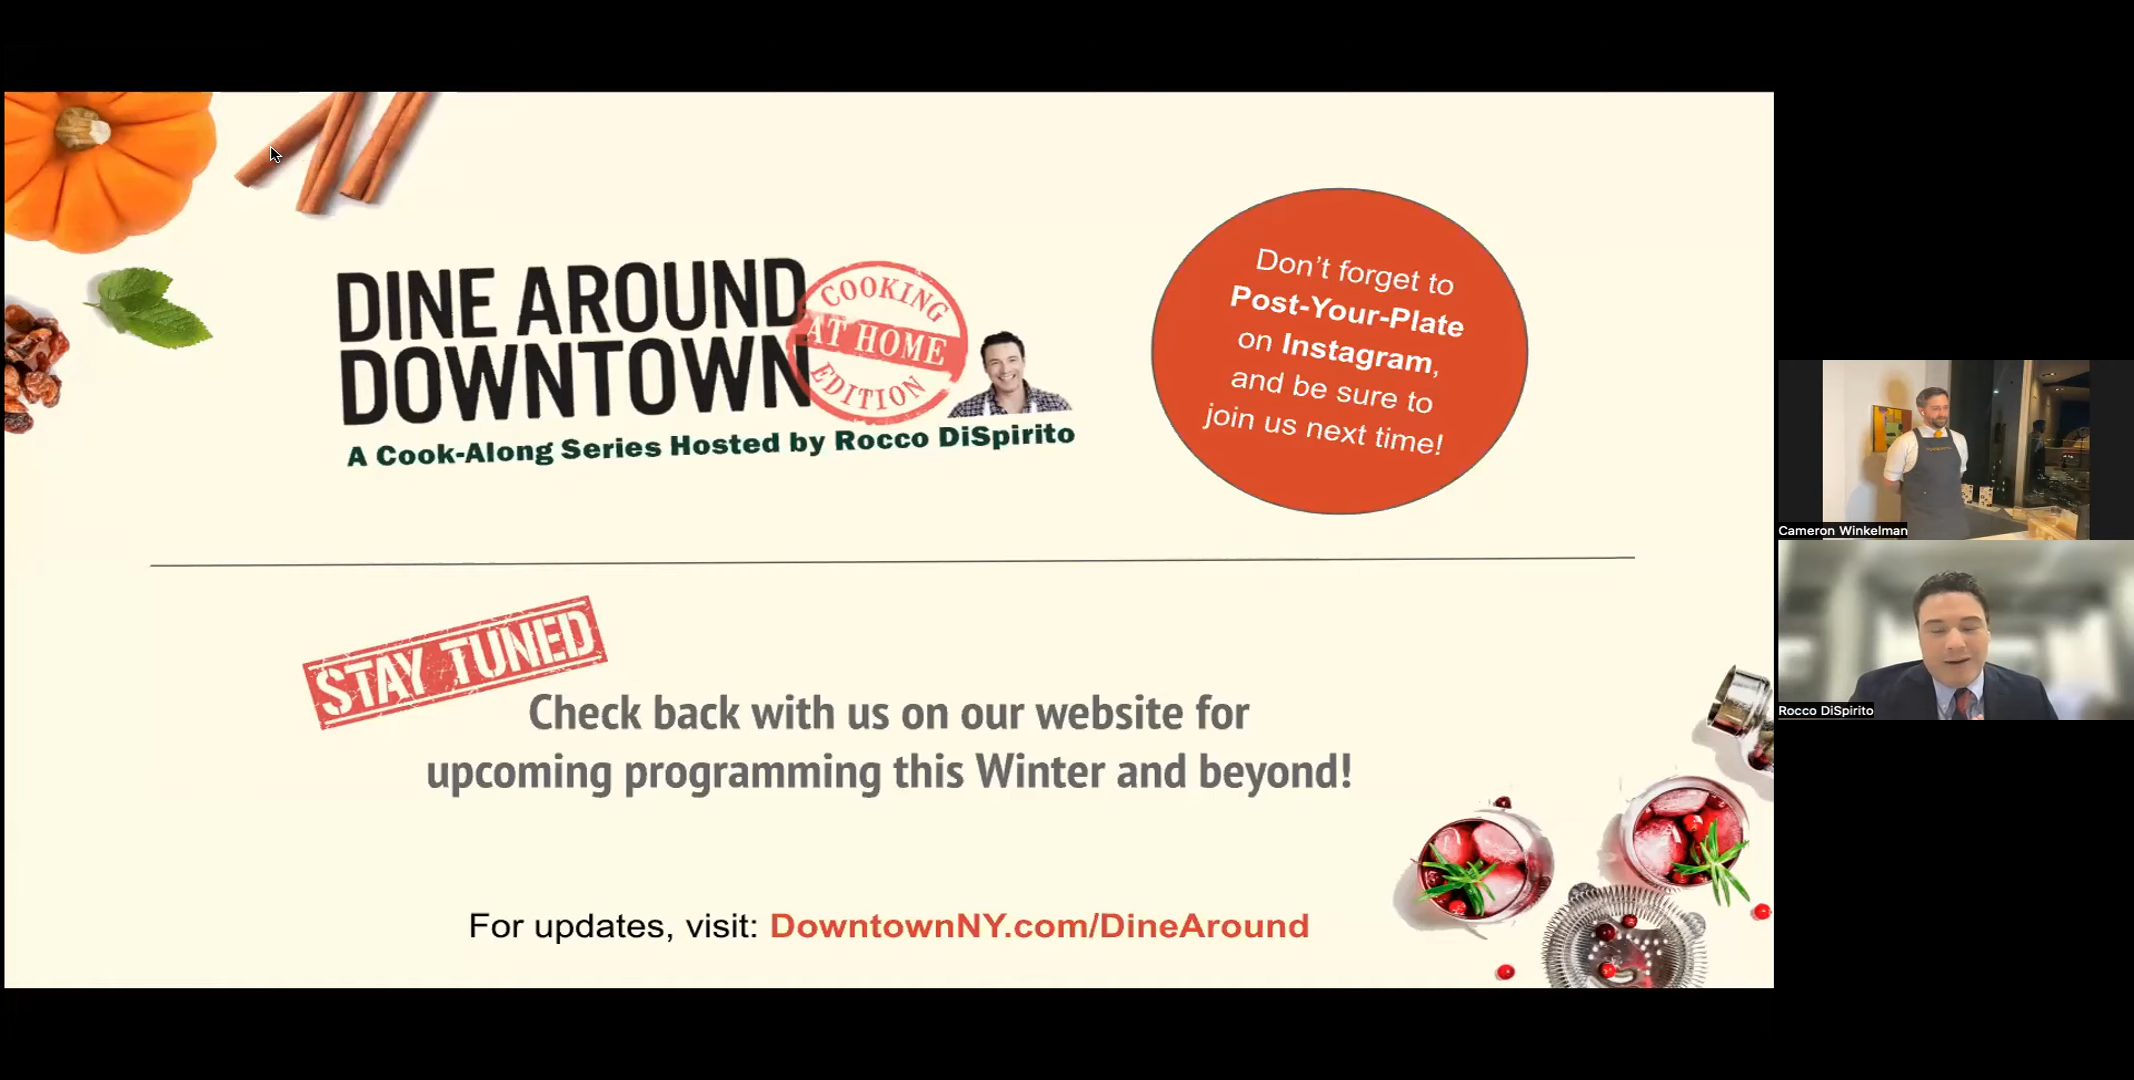 DINE AROUND
DOWNTOWN
COOKING
AT HOME
EDITION
A Cook-Along Series Hosted by Rocco DiSpirito
Don't forget to
Post-Your-Plate
on Instagram,
and be sure to
join us next time!
STAY TUNED
Check back with us on our website for
upcoming programming this Winter and beyond!
For updates, visit: DowntownNY.com/DineAround
Cameron Winkelman
Rocco DiSpirito